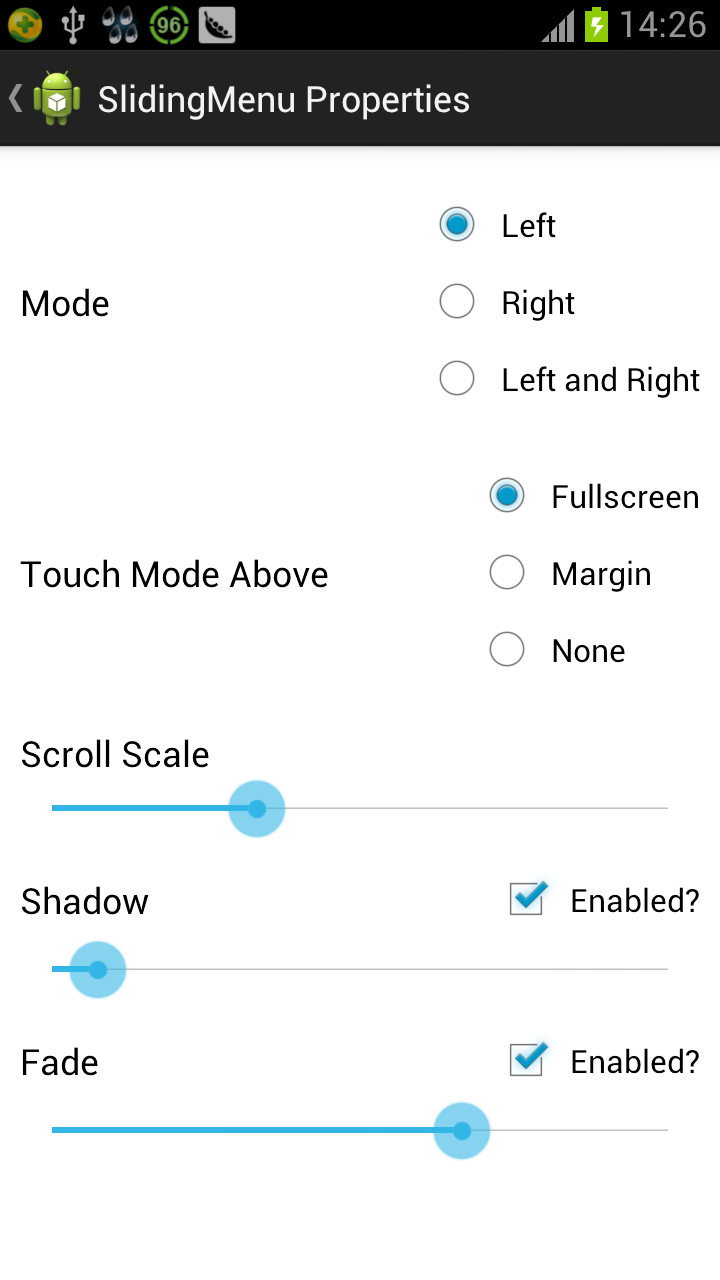 96
14:26
SlidingMenu Properties
Left
Mode
Right
Left and Right
Fullscreen
Touch Mode Above
Margin
None
Scroll Scale
Shadow
Enabled?
Fade
Enabled?